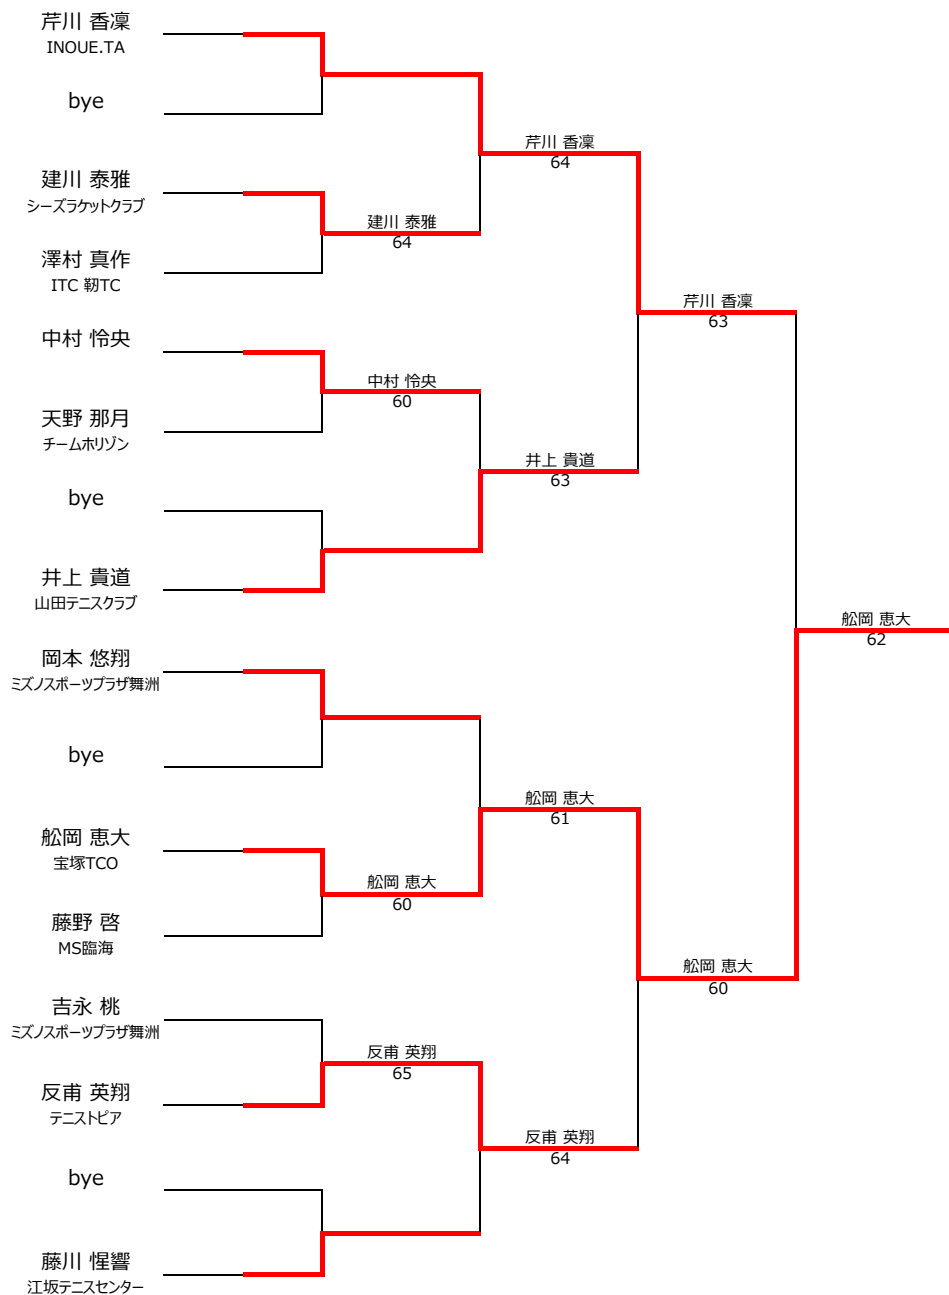 芹川 香凜
INOUE.TA
bye
建川 泰雅
シーズラケットクラブ
澤村 真作
ITC 靭TC
中村 怜央
天野 那月
チームホリゾン
bye
井上 貴道
山田テニスクラブ
岡本 悠翔
ミズノスポーツプラザ舞洲
bye
舩岡 恵大
宝塚TCO
藤野 啓
MS臨海
吉永 桃
ミズノスポーツプラザ舞洲
反甫 英翔
テニストピア
bye
藤川 惺響
江坂テニスセンター
建川 泰雅
64
中村 怜央
60
舩岡 恵大
60
反甫 英翔
65
芹川 香凜
64
井上 貴道
63
舩岡 恵大
61
反甫 英翔
64
芹川 香凜
63
舩岡 恵大
60
舩岡 恵大
62